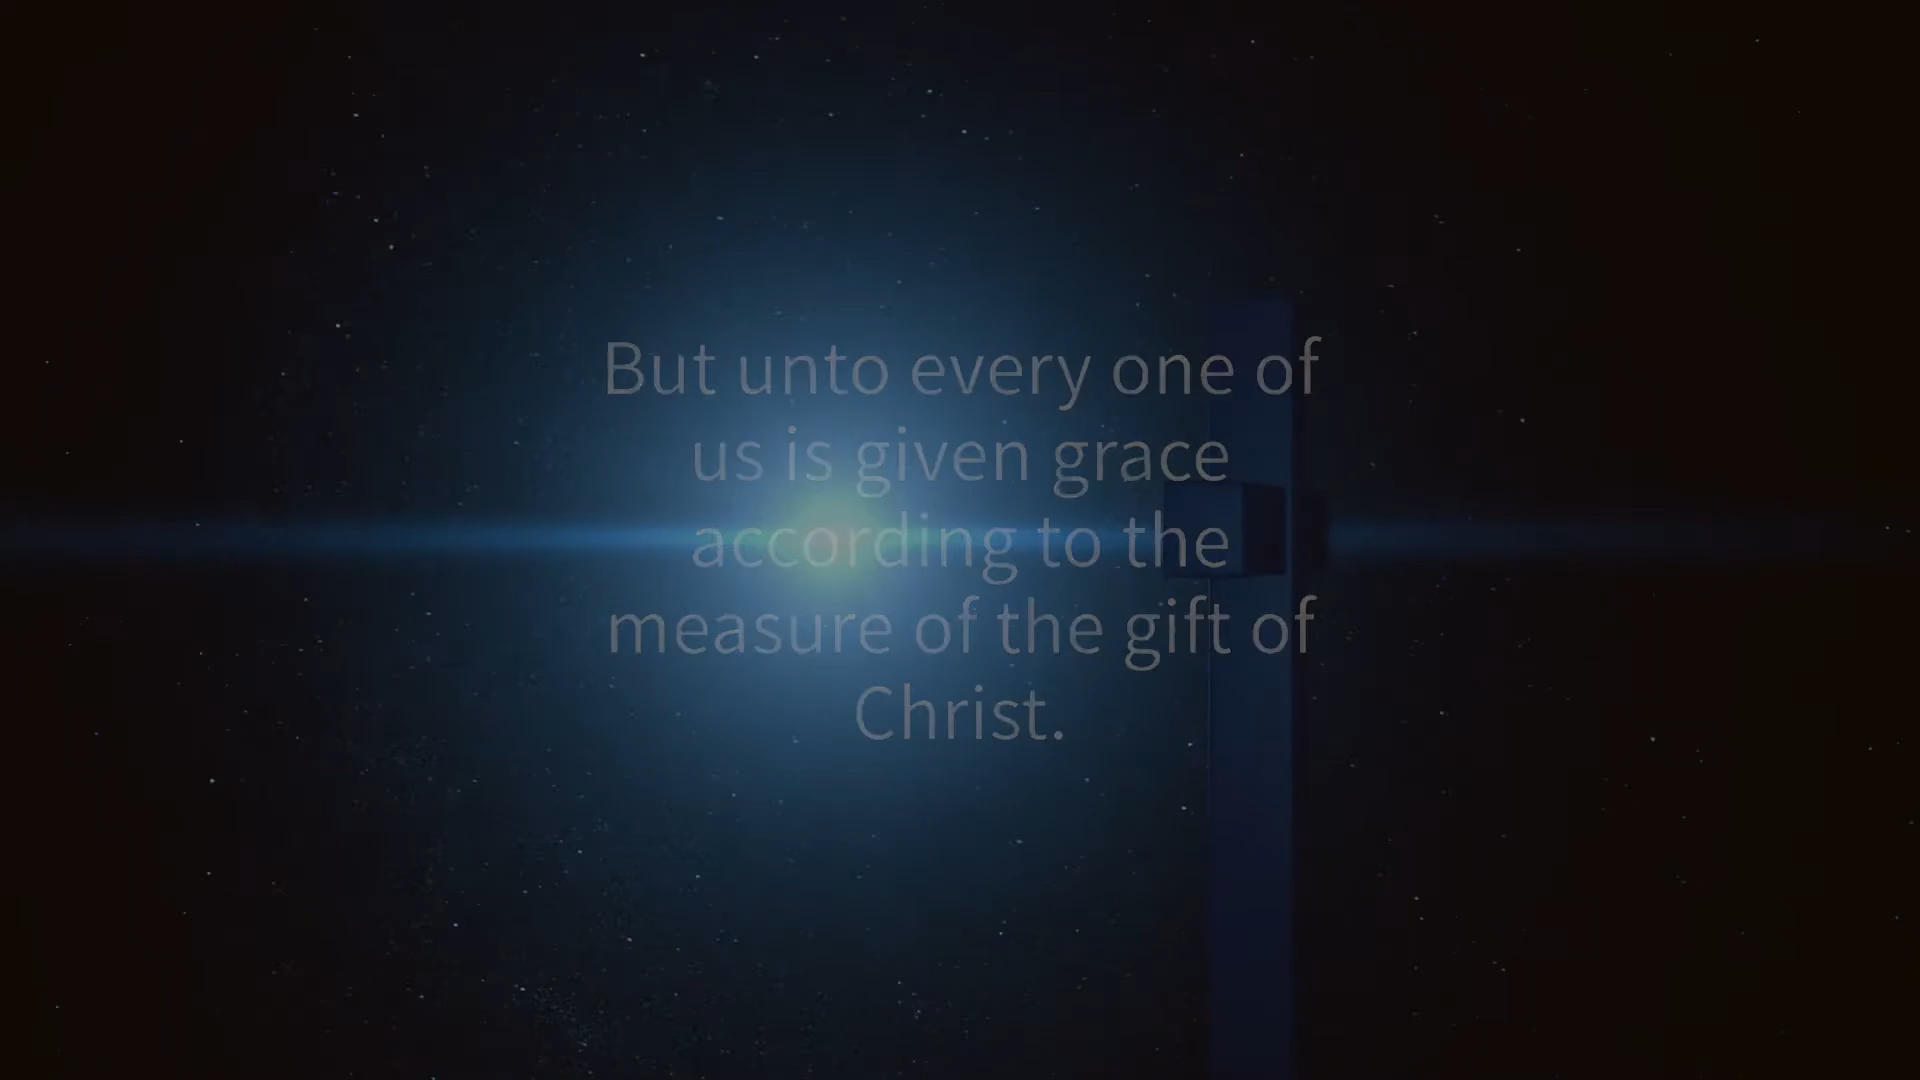 But unto every one of
us is given grace
according to the
measure of the gift of
Christ.